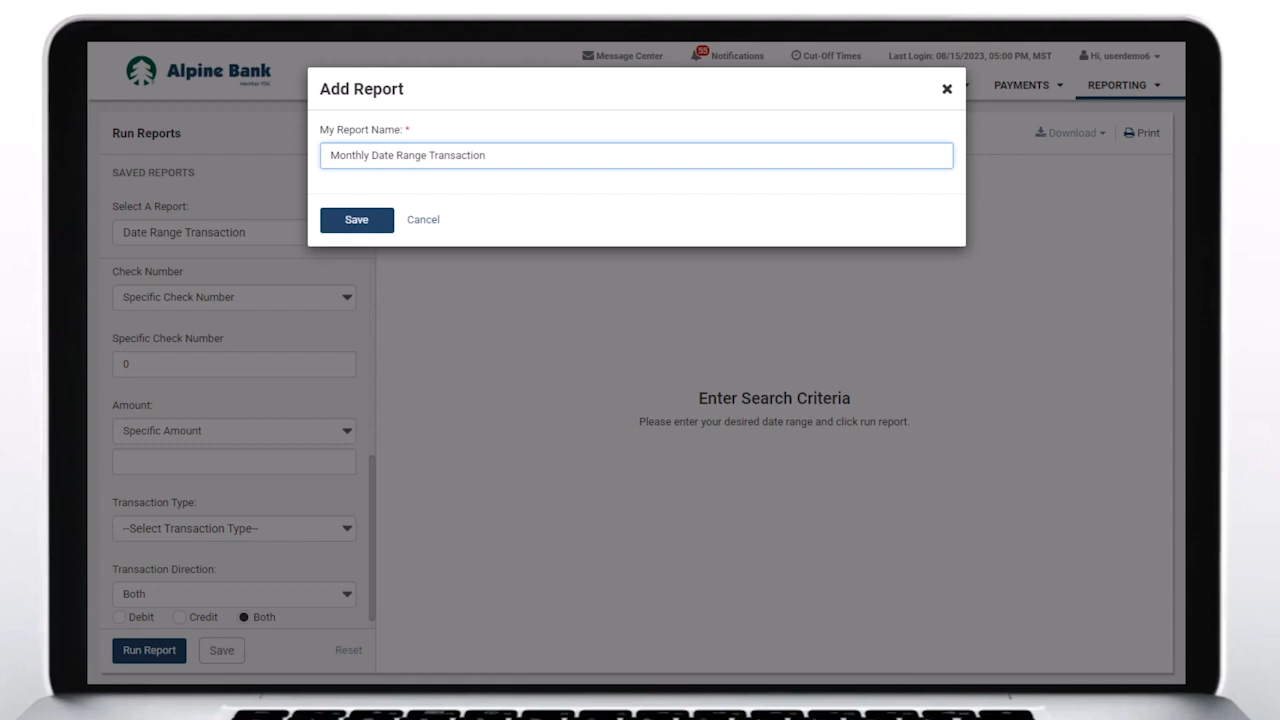 Alpine Bank
Member FDIC
Message Center
55
Notifications
Cut-Off Times
Last Login: 08/15/2023, 05:00 PM, MST
Hi, userdemo6
PAYMENTS
REPORTING
Add Report
My Report Name: *
Monthly Date Range Transaction
Save
Cancel
Run Reports
Download
Print
SAVED REPORTS
Select A Report:
Date Range Transaction
Check Number
Specific Check Number
Specific Check Number
0
Amount:
Specific Amount
Transaction Type:
--Select Transaction Type--
Transaction Direction:
Both
Debit Credit Both
Run Report
Save
Reset
Enter Search Criteria
Please enter your desired date range and click run report.